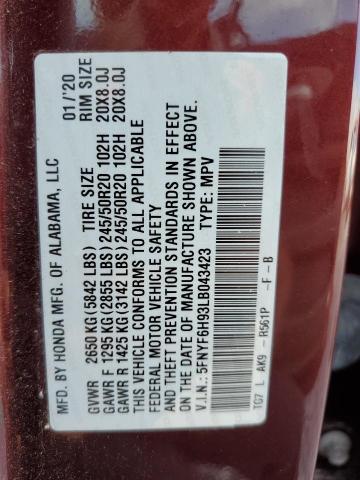 MFD. BY HONDA MFG. OF ALABAMA, LLC 01/'20
GVWR 2650 KG (5842 LBS) TIRE SIZE RIM SIZE
GAWR F 1295 KG (2855 LBS) 245/50R20 102H 20X8.0J
GAWR R 1425 KG (3142 LBS) 245/50R20 102H 20X8.0J
THIS VEHICLE CONFORMS TO ALL APPLICABLE
FEDERAL MOTOR VEHICLE SAFETY
AND THEFT PREVENTION STANDARDS IN EFFECT
ON THE DATE OF MANUFACTURE SHOWN ABOVE.
V.I.N.: 5FNYF6H93LB043423 TYPE: MPV
TG7 L AK9 - R561P -F-B